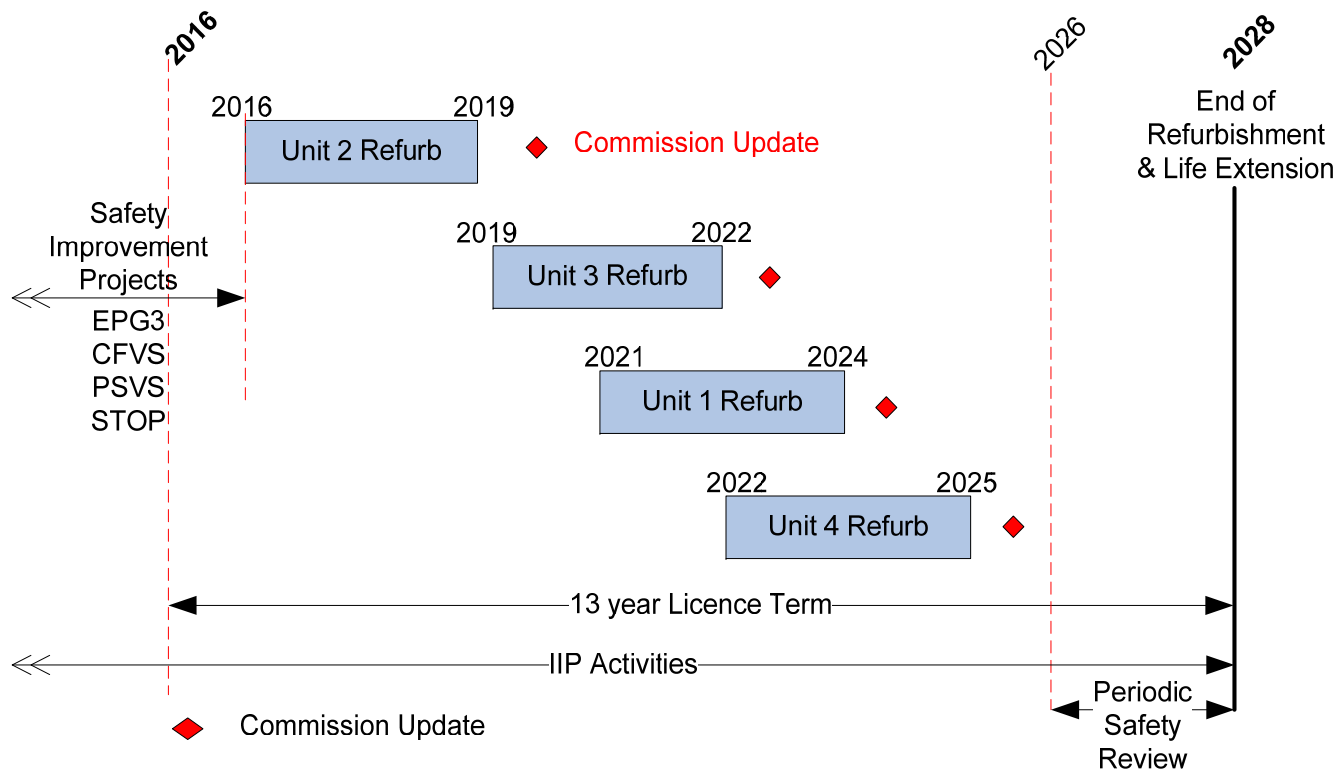 2016
2026
2028
End of
Refurbishment
& Life Extension
2016
2019
Unit 2 Refurb
Commission Update
Safety
Improvement
Projects
EPG3
CFVS
PSVS
STOP
2019
2022
Unit 3 Refurb
2021
2024
Unit 1 Refurb
2022
2025
Unit 4 Refurb
13 year Licence Term
IIP Activities
Periodic
Safety
Review
Commission Update